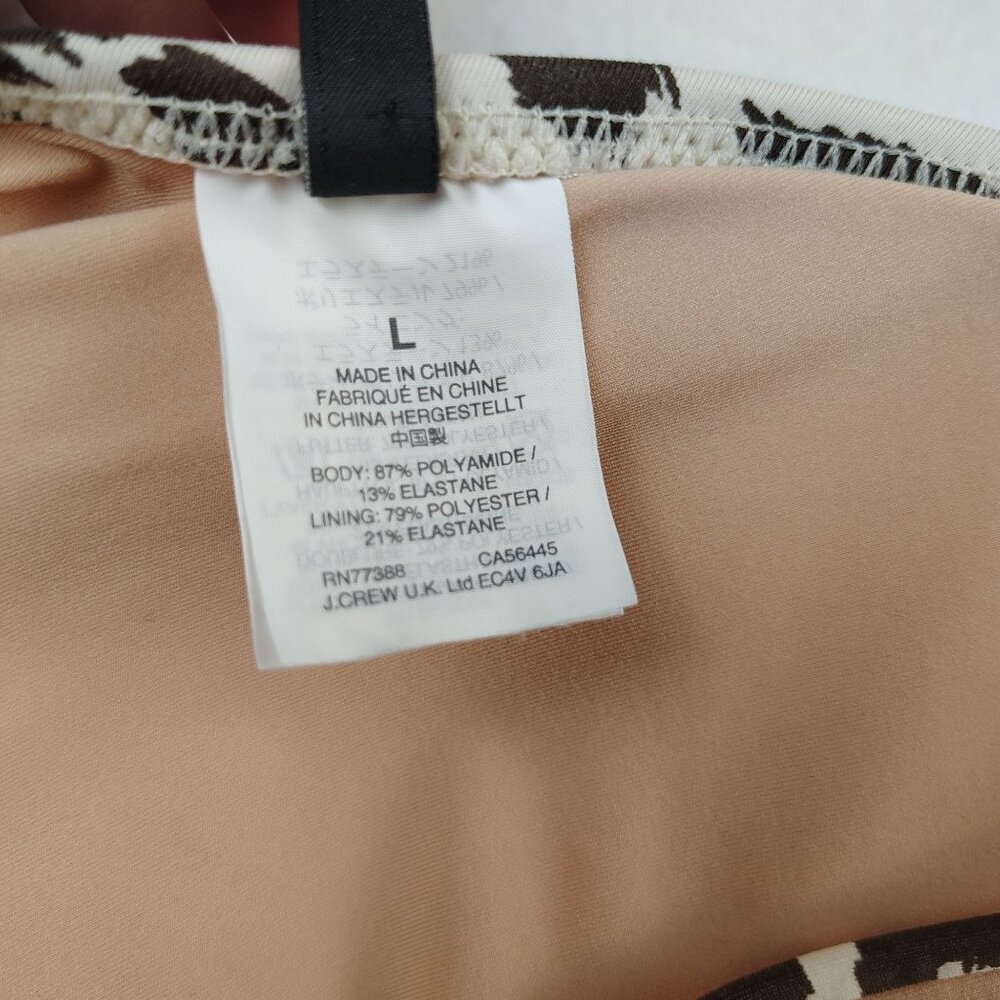 L
MADE IN CHINA
FABRIQUÉ EN CHINE
IN CHINA HERGESTELLT
中国製
BODY: 87% POLYAMIDE /
13% ELASTANE
LINING: 79% POLYESTER /
21% ELASTANE
RN77388 CA56445
J.CREW U.K. Ltd EC4V 6JA